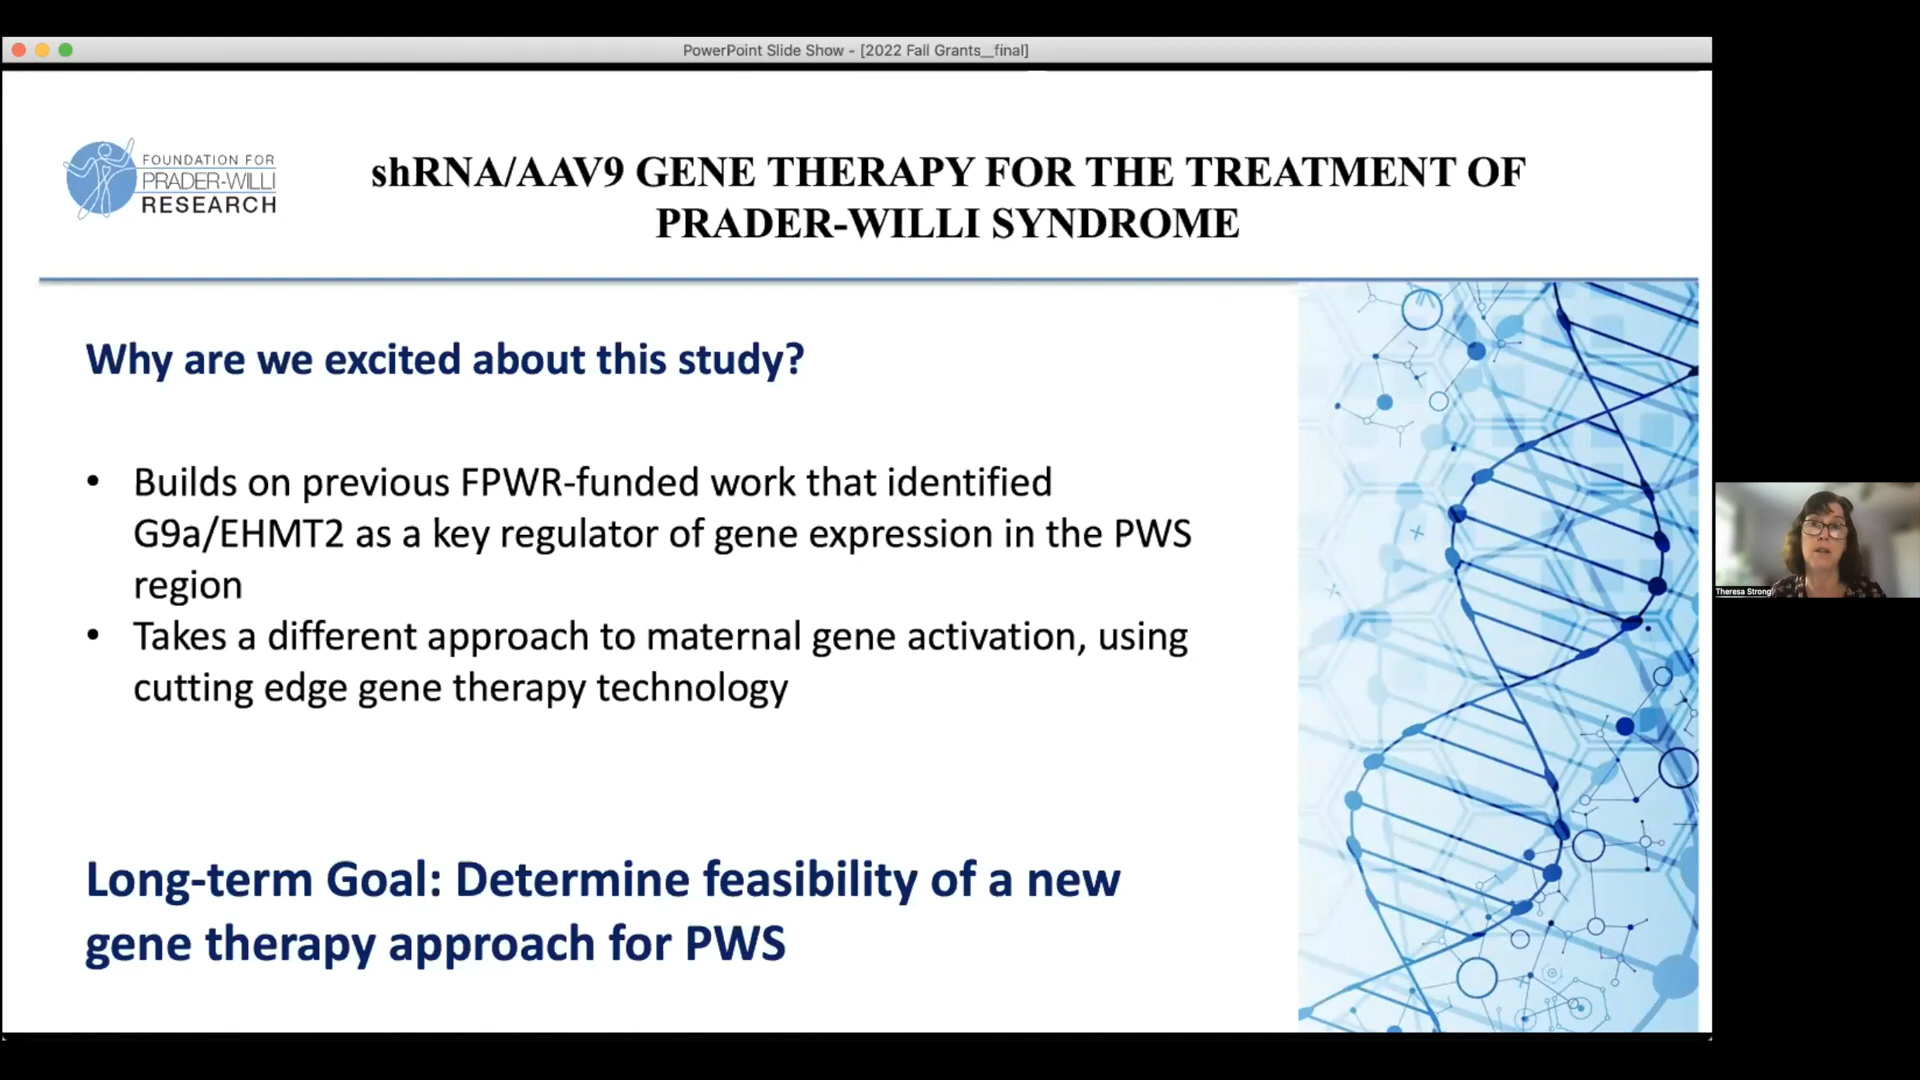 PowerPoint Slide Show - [2022 Fall Grants__final]
FOUNDATION FOR
PRADER-WILLI
RESEARCH
shRNA/AAV9 GENE THERAPY FOR THE TREATMENT OF
PRADER-WILLI SYNDROME
Why are we excited about this study?
• Builds on previous FPWR-funded work that identified
G9a/EHMT2 as a key regulator of gene expression in the PWS
region
• Takes a different approach to maternal gene activation, using
cutting edge gene therapy technology
Long-term Goal: Determine feasibility of a new
gene therapy approach for PWS
Theresa Strong